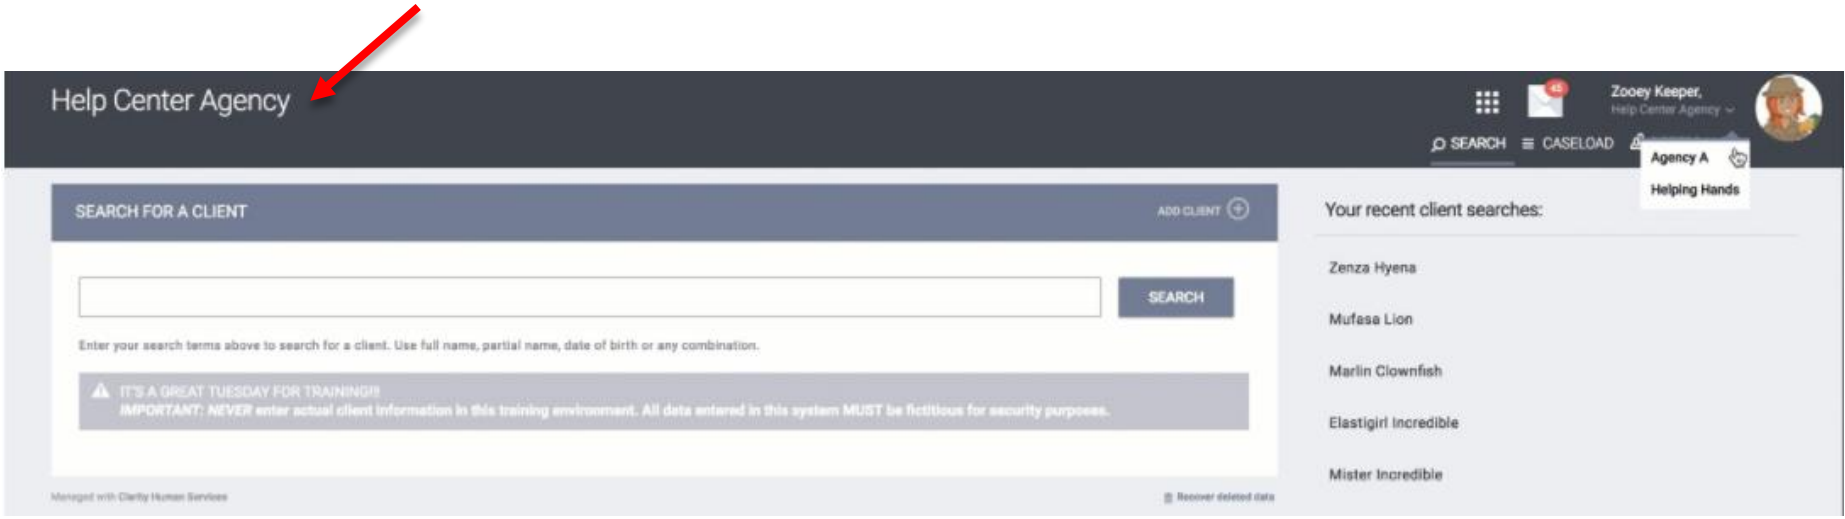 Help Center Agency
45
Zooey Keeper,
Help Center Agency
SEARCH
CASELOAD
Agency A
Helping Hands
SEARCH FOR A CLIENT
ADD CLIENT
Your recent client searches:
Zenza Hyena
SEARCH
Mufasa Lion
Enter your search terms above to search for a client. Use full name, partial name, date of birth or any combination.
Marlin Clownfish
IT'S A GREAT TUESDAY FOR TRAINING!!!
IMPORTANT: NEVER enter actual client information in this training environment. All data entered in this system MUST be fictitious for security purposes.
Elastigirl Incredible
Mister Incredible
Managed with Clarity Human Services
Recover deleted data